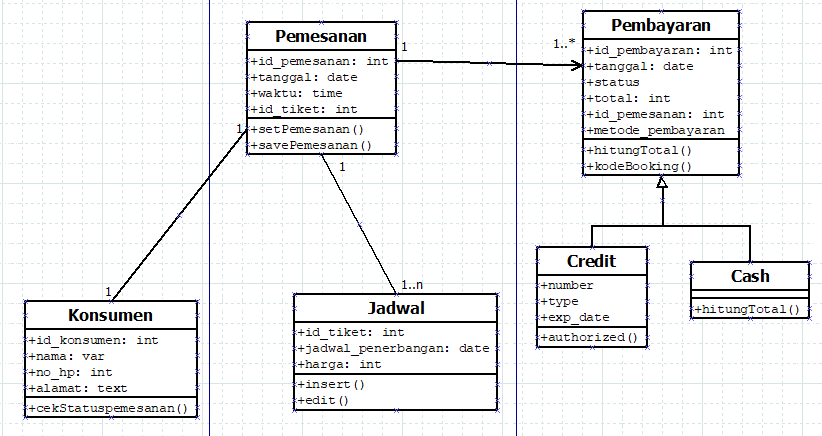 Pemesanan
+id_pemesanan: int
+tanggal: date
+waktu: time
+id_tiket: int
+setPemesanan()
+savePemesanan()
1
1..*
Pembayaran
+id_pembayaran: int
+tanggal: date
+status
+total: int
+id_pemesanan: int
+metode_pembayaran
+hitungTotal()
+kodeBooking()
1
1
1
1..n
Konsumen
+id_konsumen: int
+nama: var
+no_hp: int
+alamat: text
+cekStatuspemesanan()
Jadwal
+id_tiket: int
+jadwal_penerbangan: date
+harga: int
+insert()
+edit()
Credit
+number
+type
+exp_date
+authorized()
Cash
+hitungTotal()